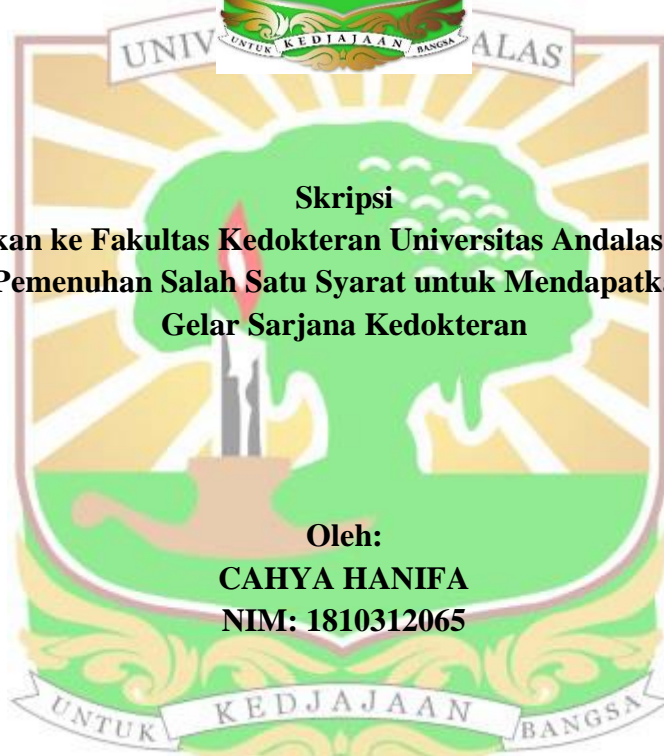 UNTUK KEDJAJAAN BANGSA
UNIV ALAS
Skripsi
kan ke Fakultas Kedokteran Universitas Andalas
Pemenuhan Salah Satu Syarat untuk Mendapatka
Gelar Sarjana Kedokteran
Oleh:
CAHYA HANIFA
NIM: 1810312065
UNTUK KEDJAJAAN BANGSA